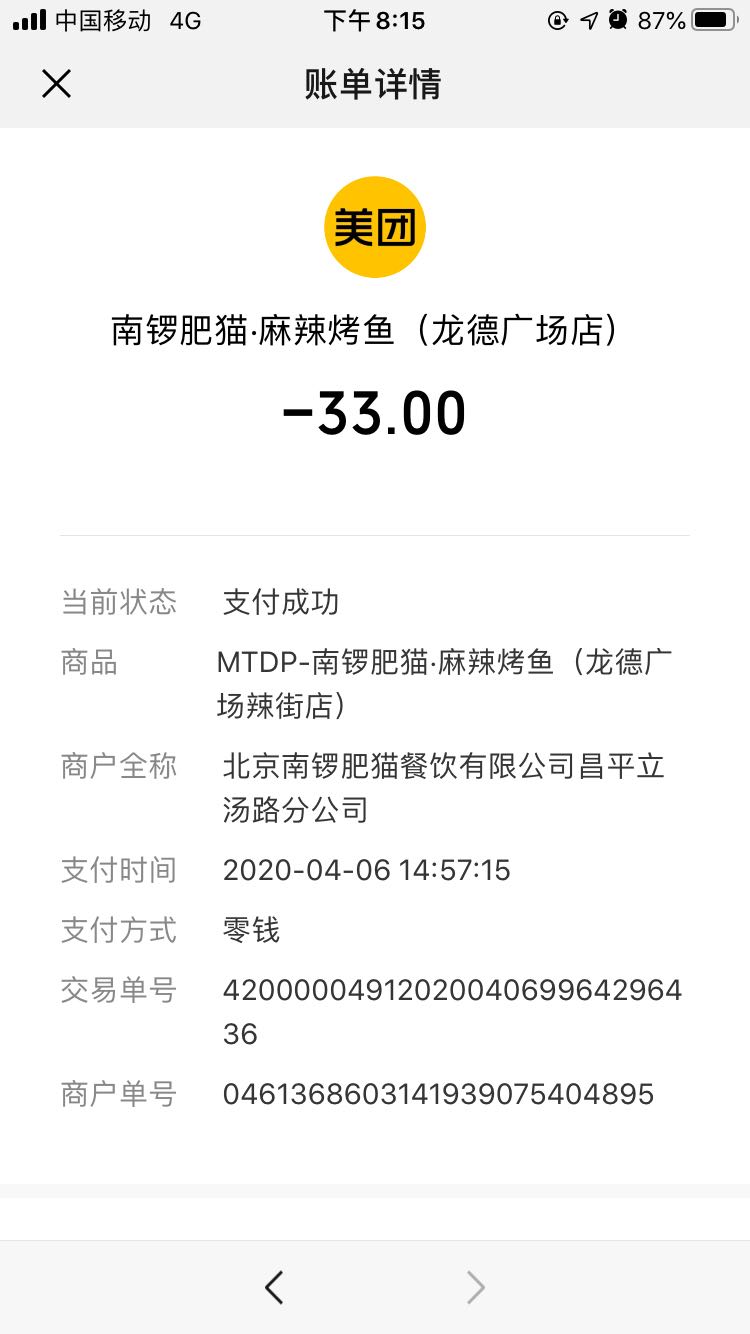 中国移动 4G 下午8:15 87%
账单详情
美团
南锣肥猫·麻辣烤鱼（龙德广场店）
-33.00
当前状态 支付成功
商品 MTDP-南锣肥猫·麻辣烤鱼（龙德广
场辣街店）
商户全称 北京南锣肥猫餐饮有限公司昌平立
汤路分公司
支付时间 2020-04-06 14:57:15
支付方式 零钱
交易单号 42000004912020040699642964
36
商户单号 0461368603141939075404895